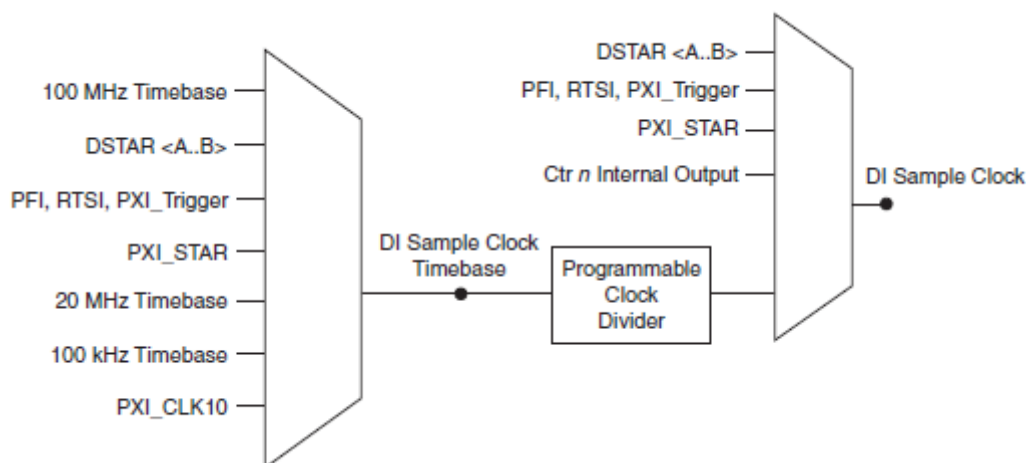 DSTAR <A..B>
PFI, RTSI, PXI_Trigger
PXI_STAR
Ctr n Internal Output
DI Sample Clock
100 MHz Timebase
DSTAR <A..B>
PFI, RTSI, PXI_Trigger
PXI_STAR
20 MHz Timebase
100 kHz Timebase
PXI_CLK10
DI Sample Clock
Timebase
Programmable
Clock
Divider